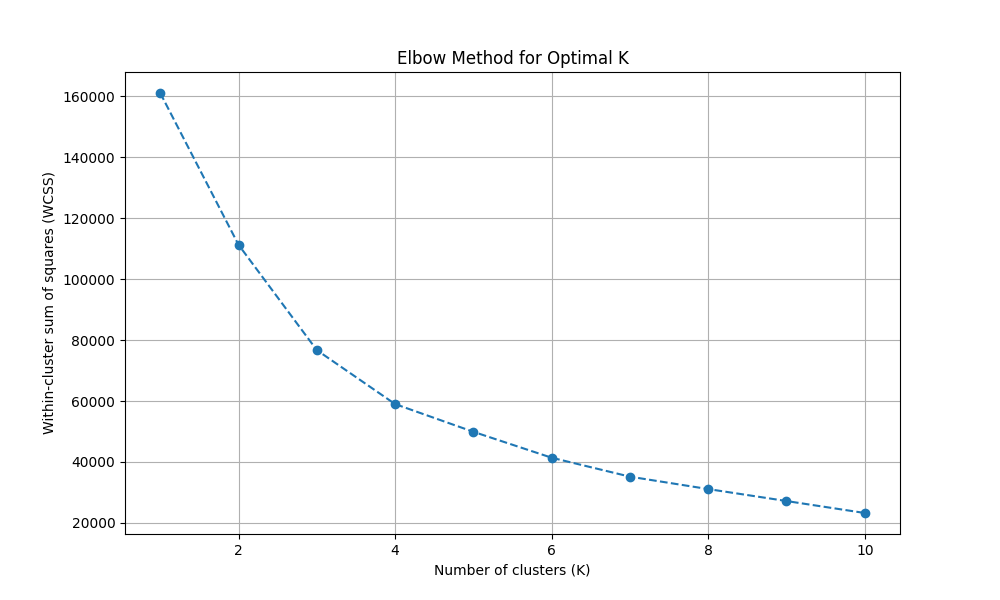 Elbow Method for Optimal K
160000
140000
120000
100000
80000
60000
40000
20000
Within-cluster sum of squares (WCSS)
2 4 6 8 10
Number of clusters (K)